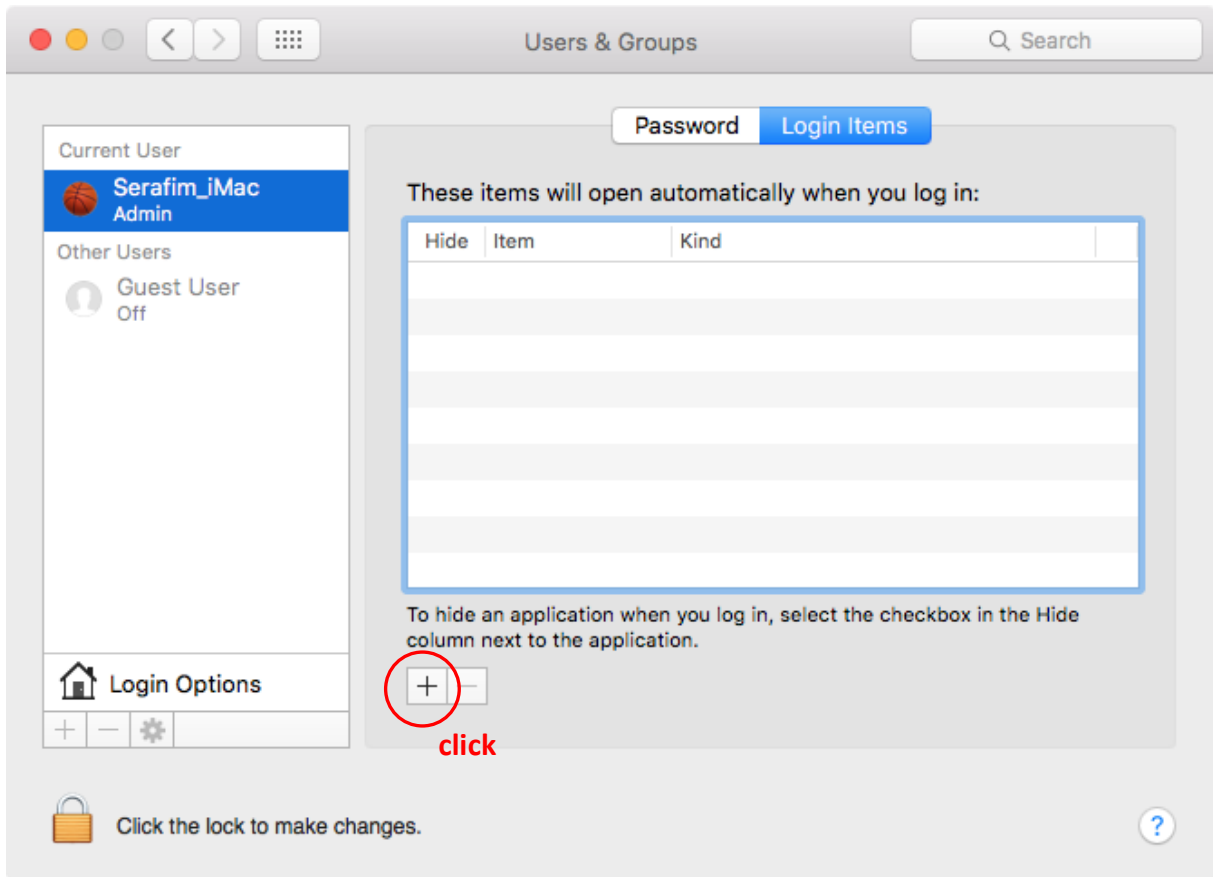 Users & Groups
Search
Password
Login Items
Current User
Serafim_iMac
Admin
Other Users
Guest User
Off
These items will open automatically when you log in:
Hide Item Kind
To hide an application when you log in, select the checkbox in the Hide
column next to the application.
Login Options
+ −
+ −
click
Click the lock to make changes.
?